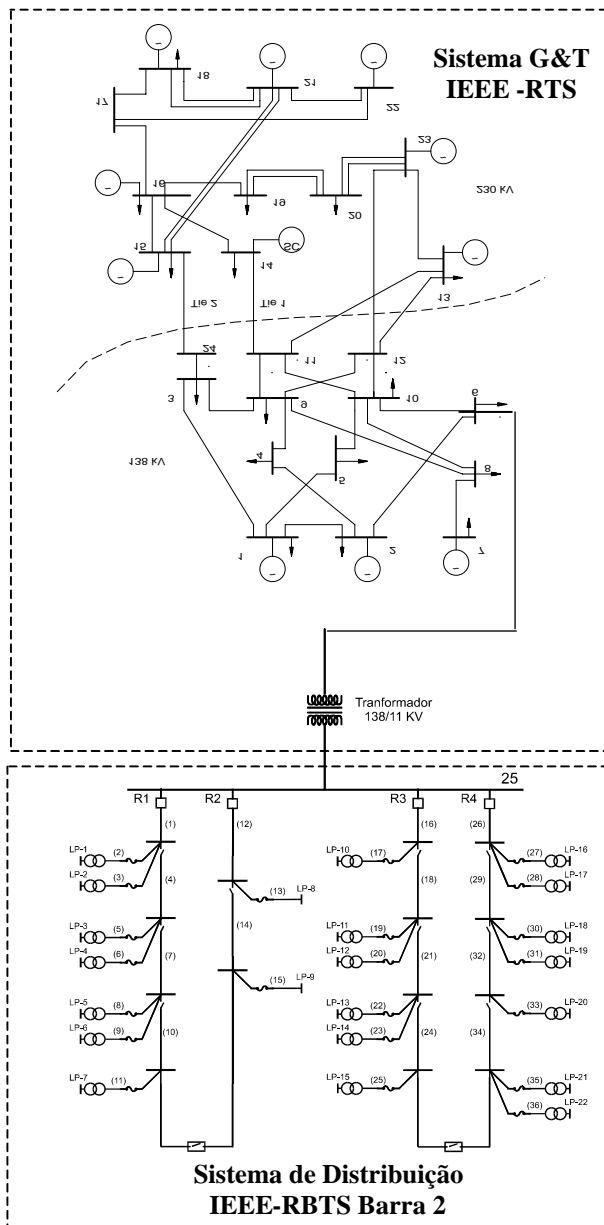 Sistema G&T
IEEE -RTS
18
21
17
22
23
16
19
20
230 kV
15
14
SC
13
Tie 2
Tie 1
24
11
12
3
9
10
6
138 kV
4
5
8
1
2
7
Tranformador
138/11 KV
25
R1
R2
R3
R4
(1)
(12)
(16)
(26)
LP-1
(2)
LP-10
(17)
(27)
LP-16
LP-2
(3)
(4)
(13)
LP-8
(18)
(29)
(28)
LP-17
LP-3
(5)
LP-11
(19)
(30)
LP-18
LP-4
(6)
(7)
(14)
LP-12
(20)
(21)
(32)
(31)
LP-19
(15)
LP-9
LP-5
(8)
LP-13
(22)
(33)
LP-20
LP-6
(9)
(10)
LP-14
(23)
(24)
(34)
LP-7
(11)
LP-15
(25)
(35)
LP-21
(36)
LP-22
Sistema de Distribuição
IEEE-RBTS Barra 2